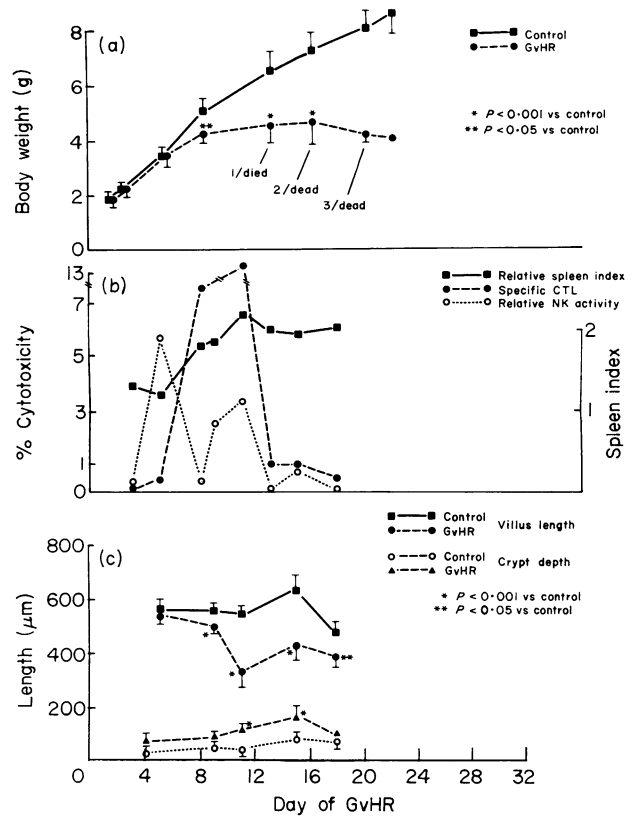 (a)
Body weight (g)
8
6
4
2
0
Control
GvHR
* P < 0·001 vs control
** P < 0·05 vs control
**
*
*
1/died
2/dead
3/dead
(b)
% Cytotoxicity
13
7
5
3
1
0
Relative spleen index
Specific CTL
Relative NK activity
2
1
Spleen index
(c)
Length (μm)
800
600
400
200
0
Control
GvHR
Villus length
Control
GvHR
Crypt depth
* P < 0·001 vs control
** P < 0·05 vs control
*
*
*
**
*
*
0 4 8 12 16 20 24 28 32
Day of GvHR